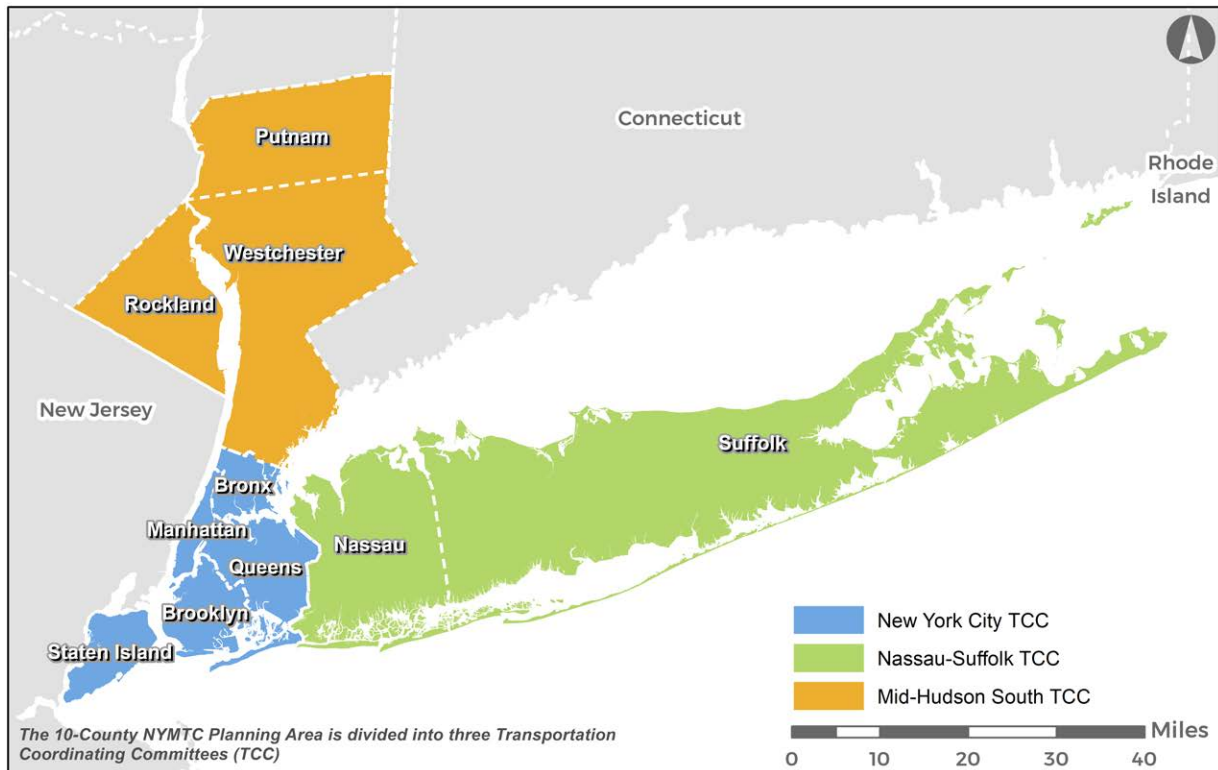 Connecticut
Rhode
Island
Putnam
Westchester
Rockland
New Jersey
Suffolk
Bronx
Manhattan
Nassau
Queens
Brooklyn
Staten Island
New York City TCC
Nassau-Suffolk TCC
Mid-Hudson South TCC
Miles
0 10 20 30 40
The 10-County NYMTC Planning Area is divided into three Transportation
Coordinating Committees (TCC)